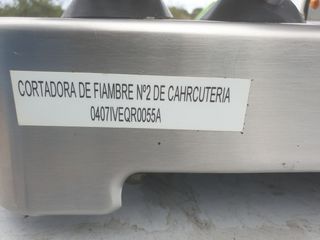 CORTADORA DE FIAMBRE Nº2 DE CAHRCUTERIA
0407IVEQR0055A